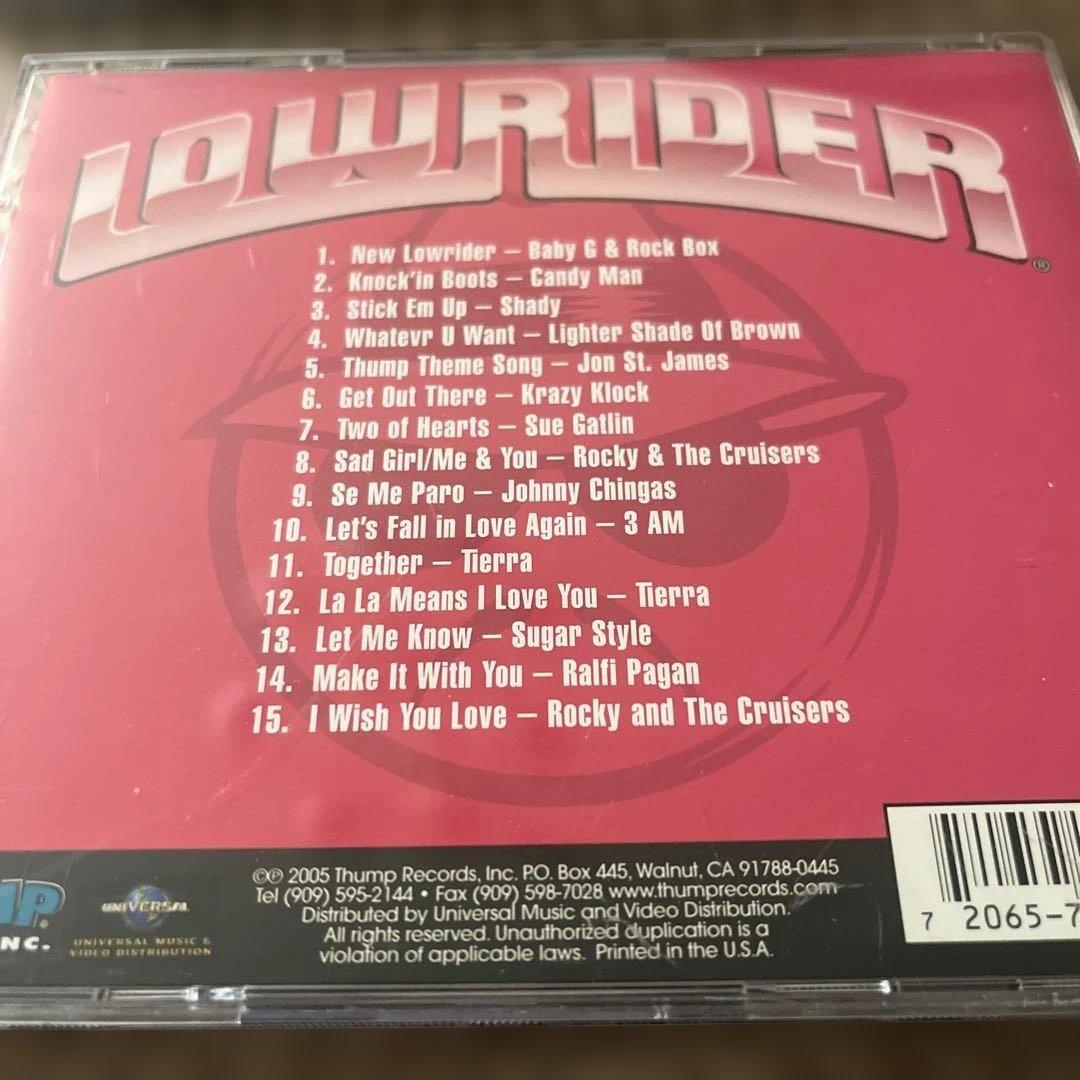 LOWRIDER ®
1. New Lowrider – Baby G & Rock Box
2. Knock'in Boots – Candy Man
3. Stick Em Up – Shady
4. Whatevr U Want – Lighter Shade Of Brown
5. Thump Theme Song – Jon St. James
6. Get Out There – Krazy Klock
7. Two of Hearts – Sue Gatlin
8. Sad Girl/Me & You – Rocky & The Cruisers
9. Se Me Paro – Johnny Chingas
10. Let's Fall in Love Again – 3 AM
11. Together – Tierra
12. La La Means I Love You – Tierra
13. Let Me Know – Sugar Style
14. Make It With You – Ralfi Pagan
15. I Wish You Love – Rocky and The Cruisers
©℗ 2005 Thump Records, Inc. P.O. Box 445, Walnut, CA 91788-0445
Tel (909) 595-2144 • Fax (909) 598-7028 www.thumprecords.com
Distributed by Universal Music and Video Distribution.
All rights reserved. Unauthorized duplication is a
violation of applicable laws. Printed in the U.S.A.
MP.
INC.
UNIVERSAL
UNIVERSAL MUSIC &
VIDEO DISTRIBUTION
7 2065-7